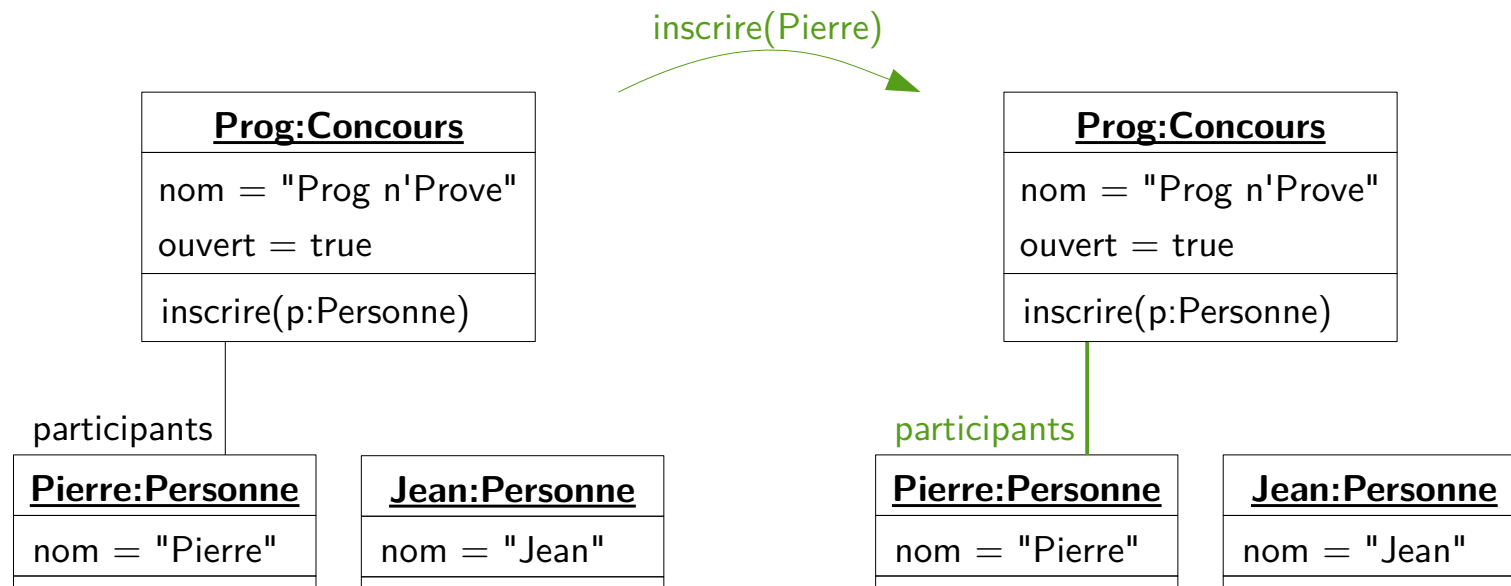 inscrire(Pierre)
Prog:Concours
nom = "Prog n'Prove"
ouvert = true
inscrire(p:Personne)
participants
Pierre:Personne
nom = "Pierre"
Jean:Personne
nom = "Jean"
Prog:Concours
nom = "Prog n'Prove"
ouvert = true
inscrire(p:Personne)
participants
Pierre:Personne
nom = "Pierre"
Jean:Personne
nom = "Jean"